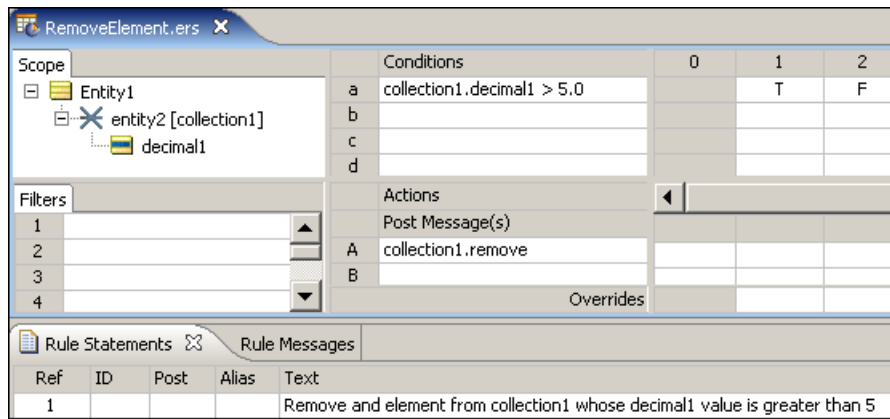 RemoveElement.ers
Scope
Entity1
entity2 [collection1]
decimal1
Conditions 0 1 2
a collection1.decimal1 > 5.0 T F
b
c
d
Filters
1
2
3
4
Actions
Post Message(s)
A collection1.remove
B
Overrides
Rule Statements Rule Messages
Ref ID Post Alias Text
1 Remove and element from collection1 whose decimal1 value is greater than 5